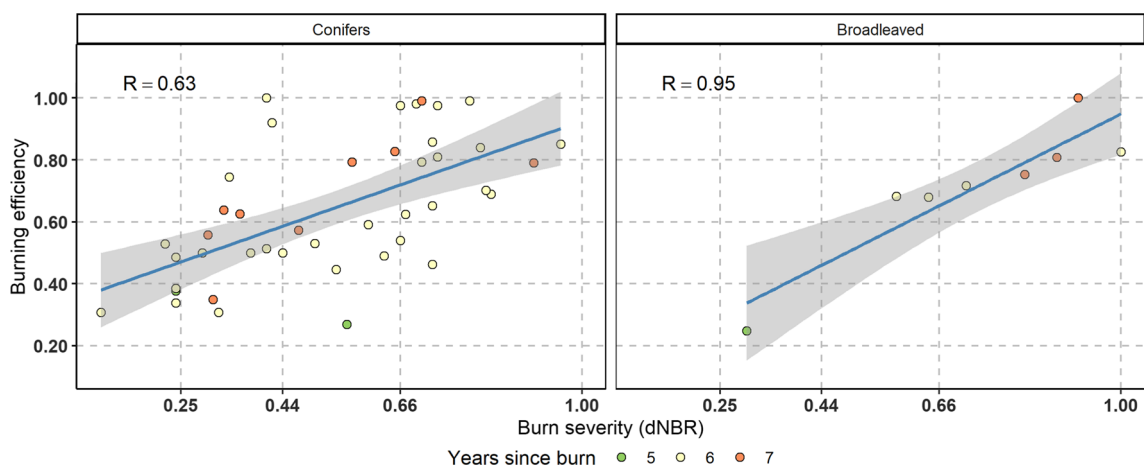 Conifers
Broadleaved
R = 0.63
R = 0.95
Burning efficiency
1.00
0.80
0.60
0.40
0.20
0.25 0.44 0.66 1.00
0.25 0.44 0.66 1.00
Burn severity (dNBR)
Years since burn 5 6 7